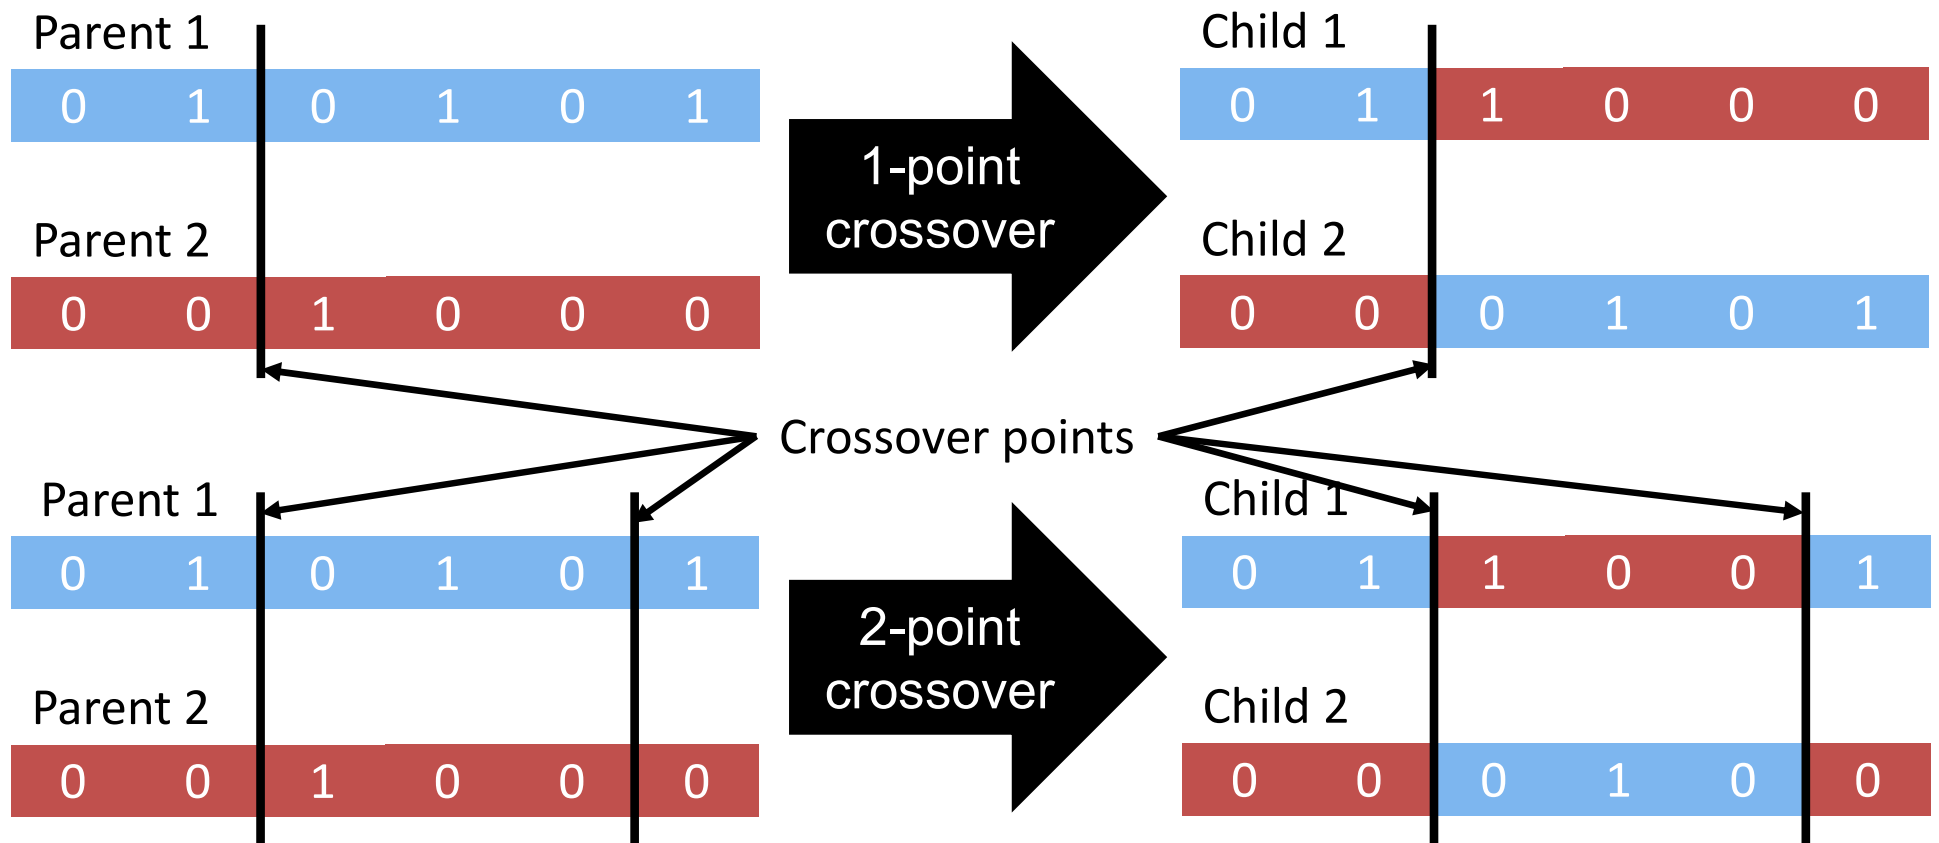 Parent 1
0 1 0 1 0 1
Parent 2
0 0 1 0 0 0
1-point
crossover
Child 1
0 1 1 0 0 0
Child 2
0 0 0 1 0 1
Crossover points
Parent 1
0 1 0 1 0 1
Parent 2
0 0 1 0 0 0
2-point
crossover
Child 1
0 1 1 0 0 1
Child 2
0 0 0 1 0 0